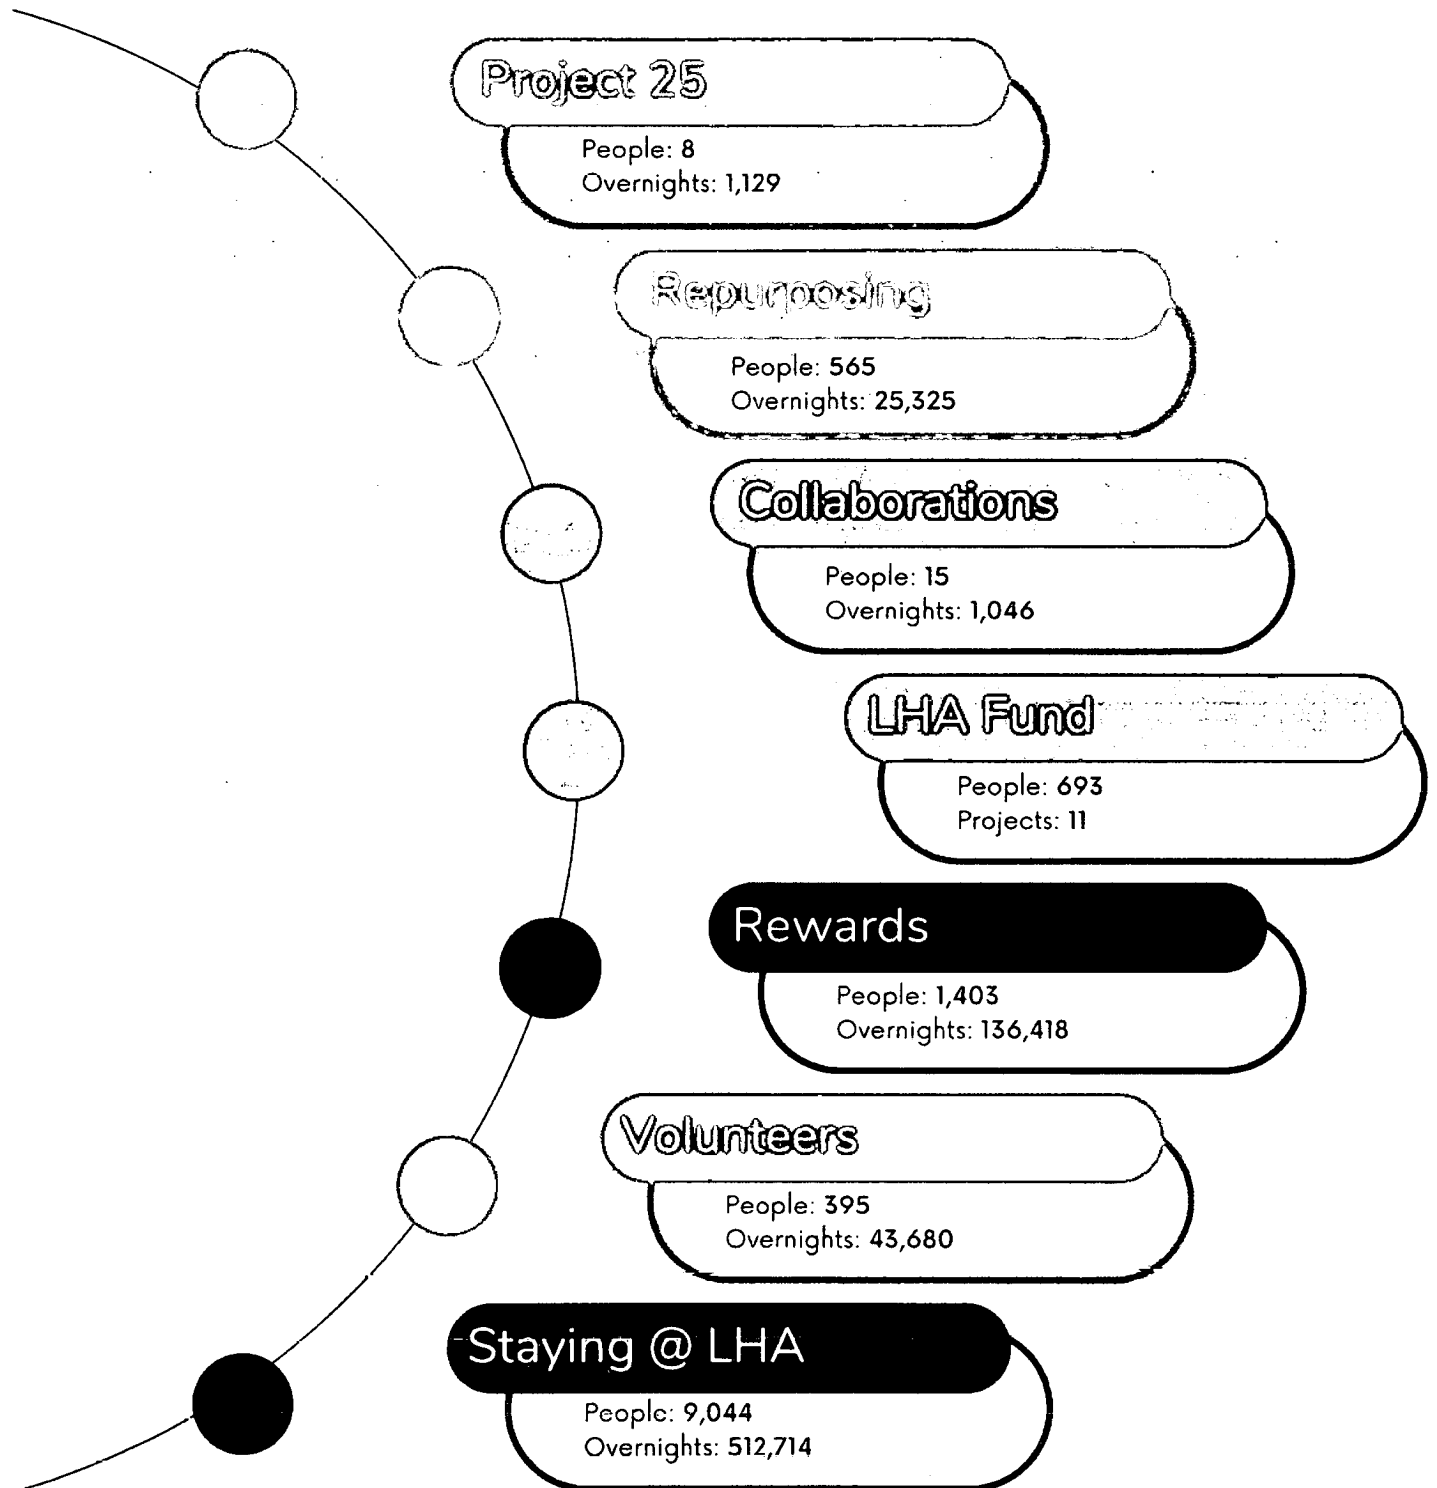 Project 25
People: 8
Overnights: 1,129
Repurposing
People: 565
Overnights: 25,325
Collaborations
People: 15
Overnights: 1,046
LHA Fund
People: 693
Projects: 11
Rewards
People: 1,403
Overnights: 136,418
Volunteers
People: 395
Overnights: 43,680
Staying @ LHA
People: 9,044
Overnights: 512,714